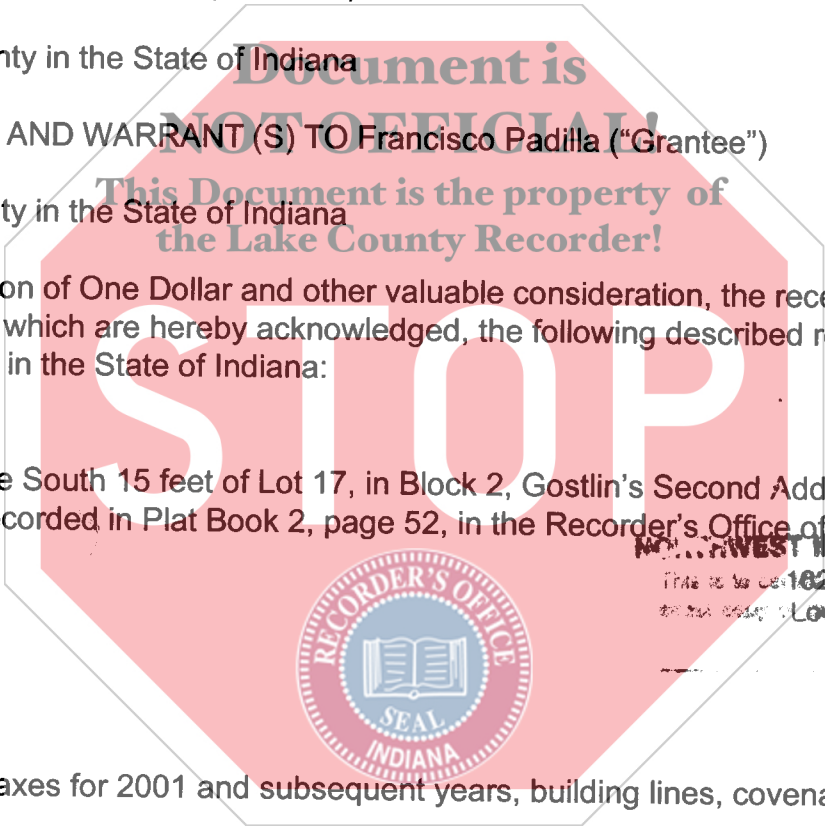 nty in the State of Indiana
Document is
NOT OFFICIAL!
AND WARRANT (S) TO Francisco Padilla (“Grantee”)
This Document is the property of
ty in the State of Indiana
the Lake County Recorder!
on of One Dollar and other valuable consideration, the rece
which are hereby acknowledged, the following described r
in the State of Indiana:
STOP
e South 15 feet of Lot 17, in Block 2, Gostlin’s Second Add
corded in Plat Book 2, page 52, in the Recorder’s Office of
RECORDER'S OFFICE
SEAL
INDIANA
axes for 2001 and subsequent years, building lines, covena